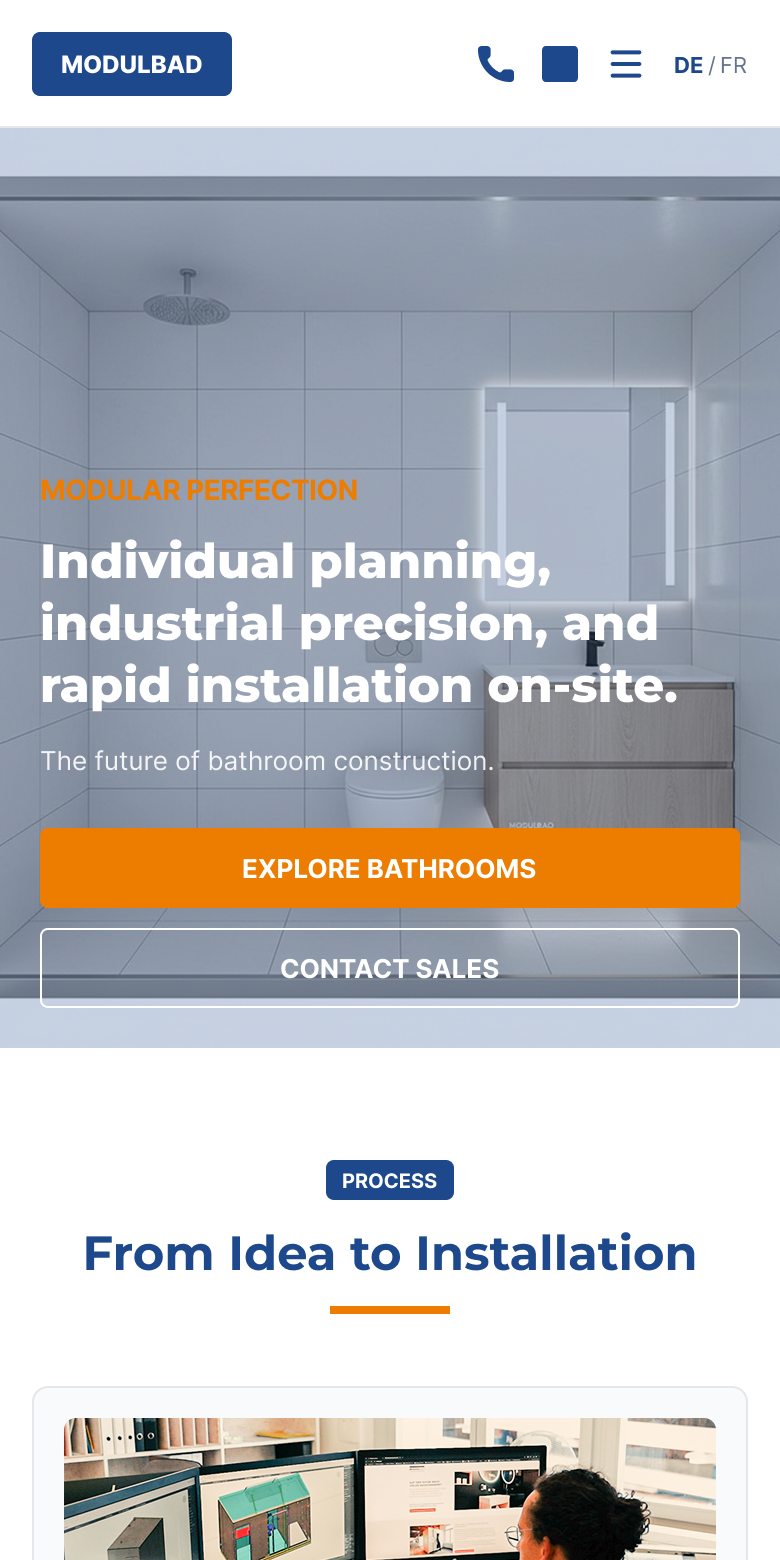 MODULBAD
DE / FR
MODULAR PERFECTION
Individual planning,
industrial precision, and
rapid installation on-site.
The future of bathroom construction.
MODULBAD
EXPLORE BATHROOMS
CONTACT SALES
PROCESS
From Idea to Installation